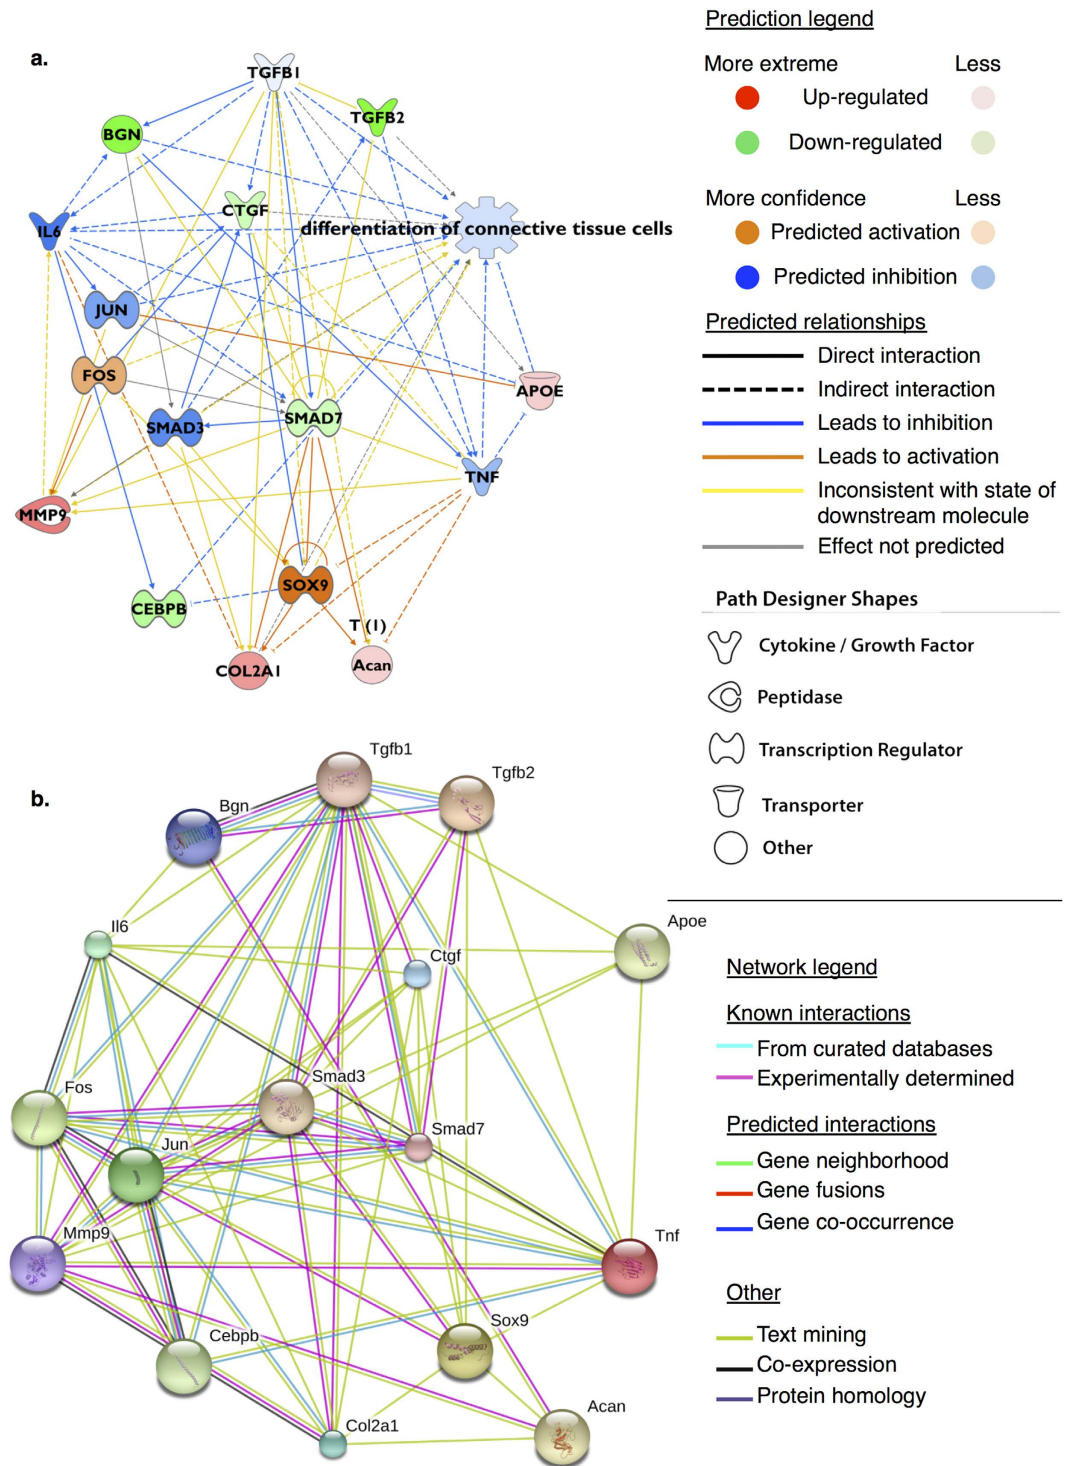 a.
TGFB1
TGFB2
BGN
CTGF
IL6
differentiation of connective tissue cells
JUN
FOS
APOE
SMAD3
SMAD7
TNF
MMP9
SOX9
CEBPB
T (1)
COL2A1
Acan
Prediction legend
More extreme Less
Up-regulated
Down-regulated
More confidence Less
Predicted activation
Predicted inhibition
Predicted relationships
Direct interaction
Indirect interaction
Leads to inhibition
Leads to activation
Inconsistent with state of
downstream molecule
Effect not predicted
Path Designer Shapes
Cytokine / Growth Factor
Peptidase
Transcription Regulator
Transporter
Other
b.
Tgfb1
Tgfb2
Bgn
Apoe
Il6
Ctgf
Smad3
Fos
Smad7
Jun
Mmp9
Tnf
Sox9
Cebpb
Acan
Col2a1
Network legend
Known interactions
From curated databases
Experimentally determined
Predicted interactions
Gene neighborhood
Gene fusions
Gene co-occurrence
Other
Text mining
Co-expression
Protein homology